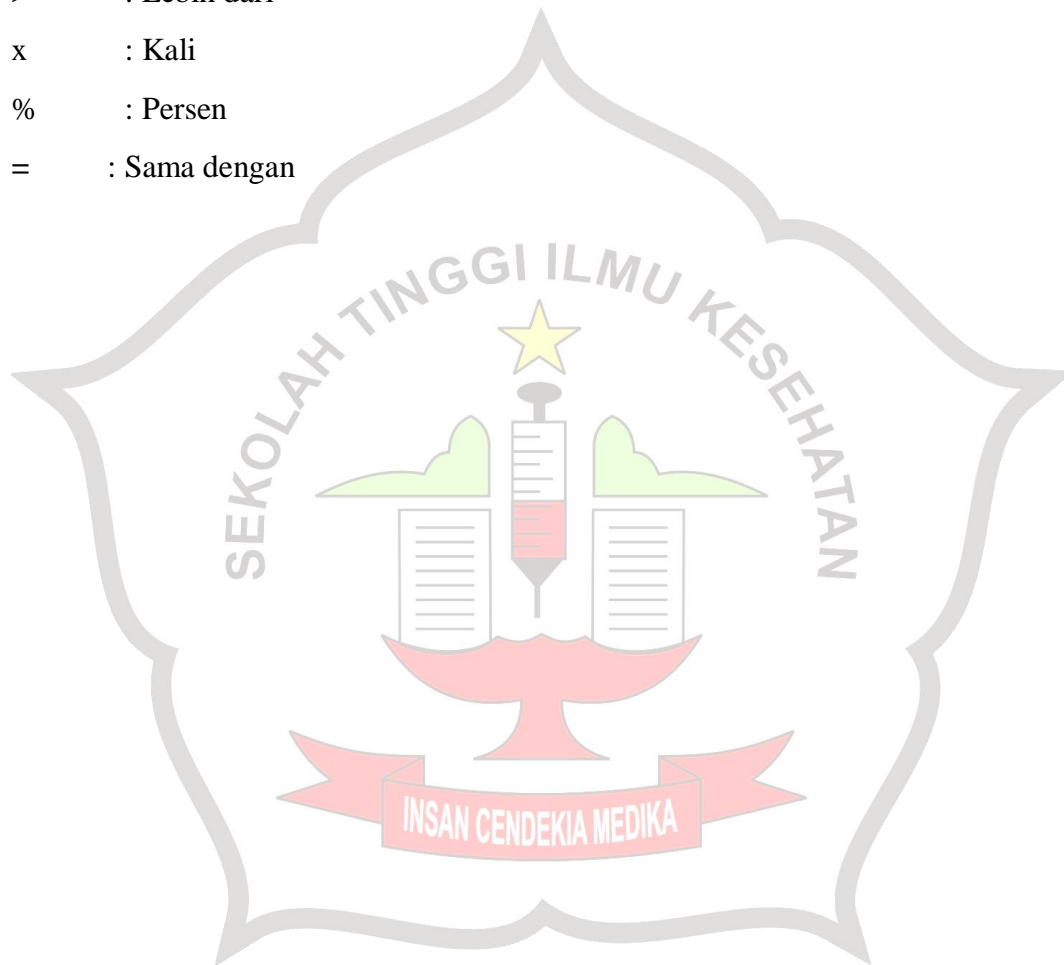 x : Kali
% : Persen
= : Sama dengan
SEKOLAH TINGGI ILMU KESEHATAN
INSAN CENDEKIA MEDIKA